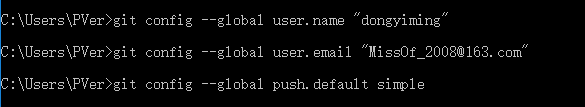 C:\Users\PVer>git config --global user.name "dongyiming"
C:\Users\PVer>git config --global user.email "MissOf_2008@163.com"
C:\Users\PVer>git config --global push.default simple